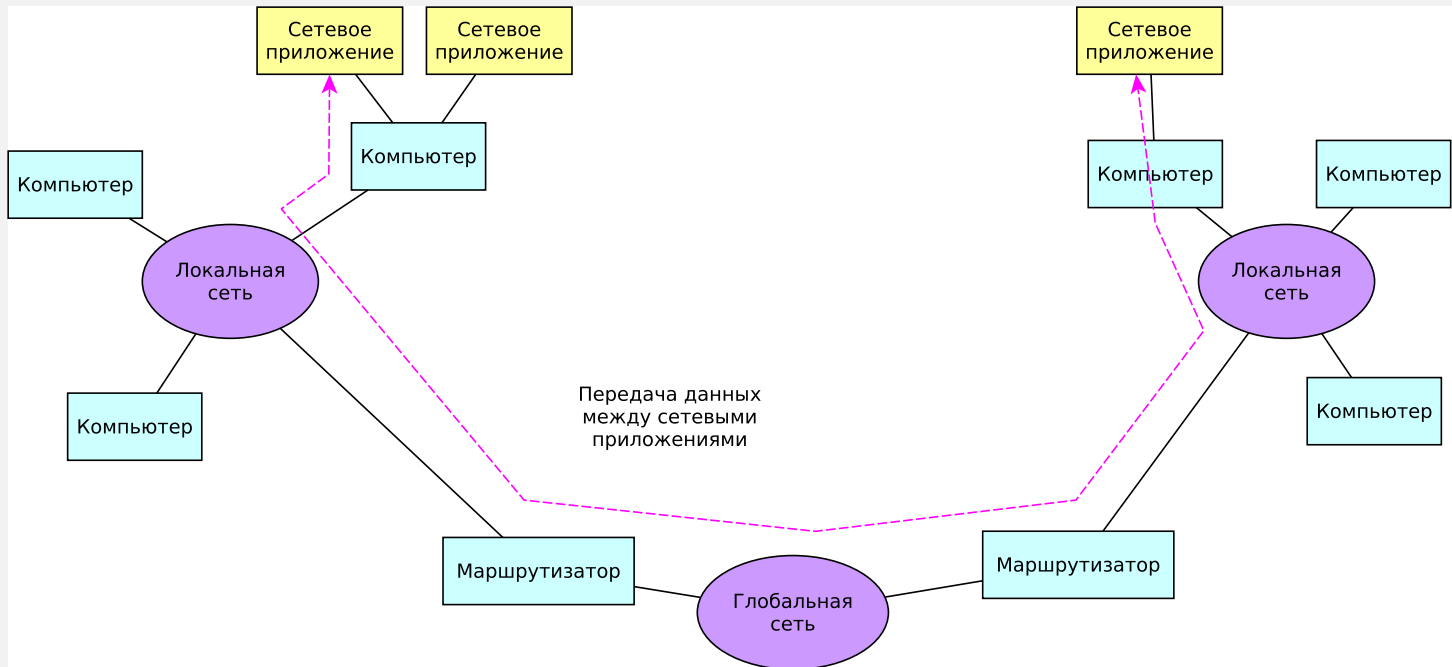 Сетевое
приложение
Сетевое
приложение
Сетевое
приложение
Компьютер
Компьютер
Компьютер
Компьютер
Локальная
сеть
Локальная
сеть
Передача данных
между сетевыми
приложениями
Компьютер
Компьютер
Маршрутизатор
Маршрутизатор
Глобальная
сеть